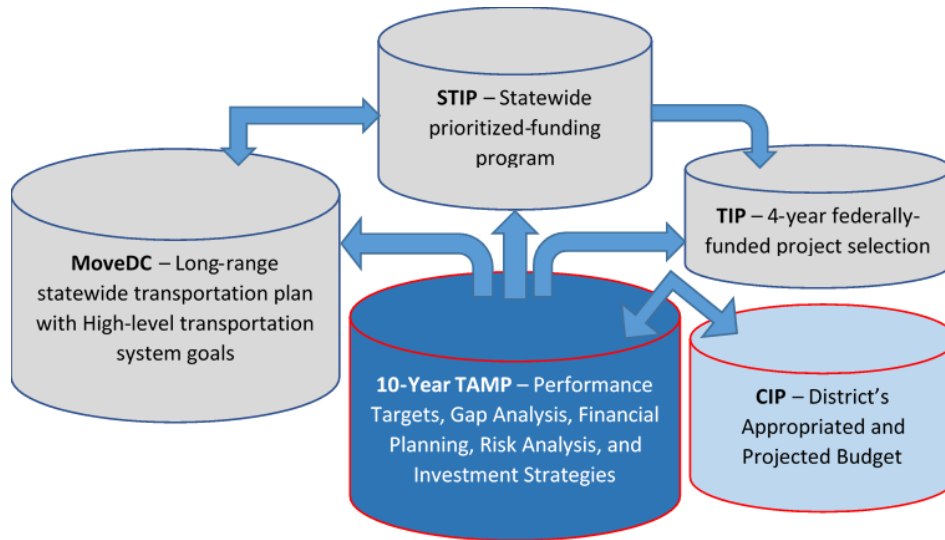 STIP – Statewide
prioritized-funding
program
TIP – 4-year federally-
funded project selection
MoveDC – Long-range
statewide transportation plan
with High-level transportation
system goals
10-Year TAMP – Performance
Targets, Gap Analysis, Financial
Planning, Risk Analysis, and
Investment Strategies
CIP – District’s
Appropriated and
Projected Budget